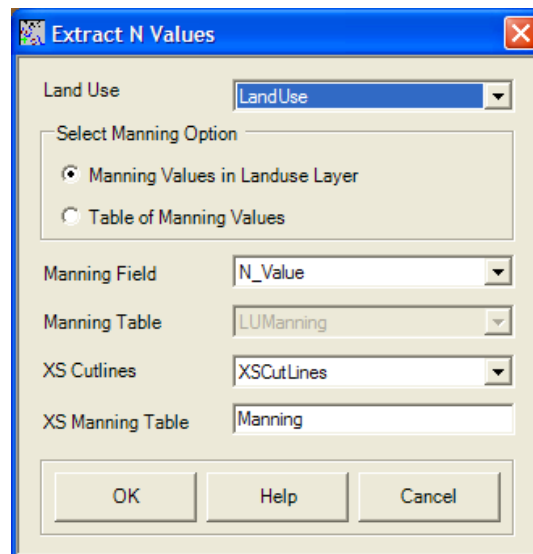 Extract N Values
Land Use LandUse
Select Manning Option
Manning Values in Landuse Layer
Table of Manning Values
Manning Field N_Value
Manning Table LUManning
XS Cutlines XSCutLines
XS Manning Table Manning
OK Help Cancel